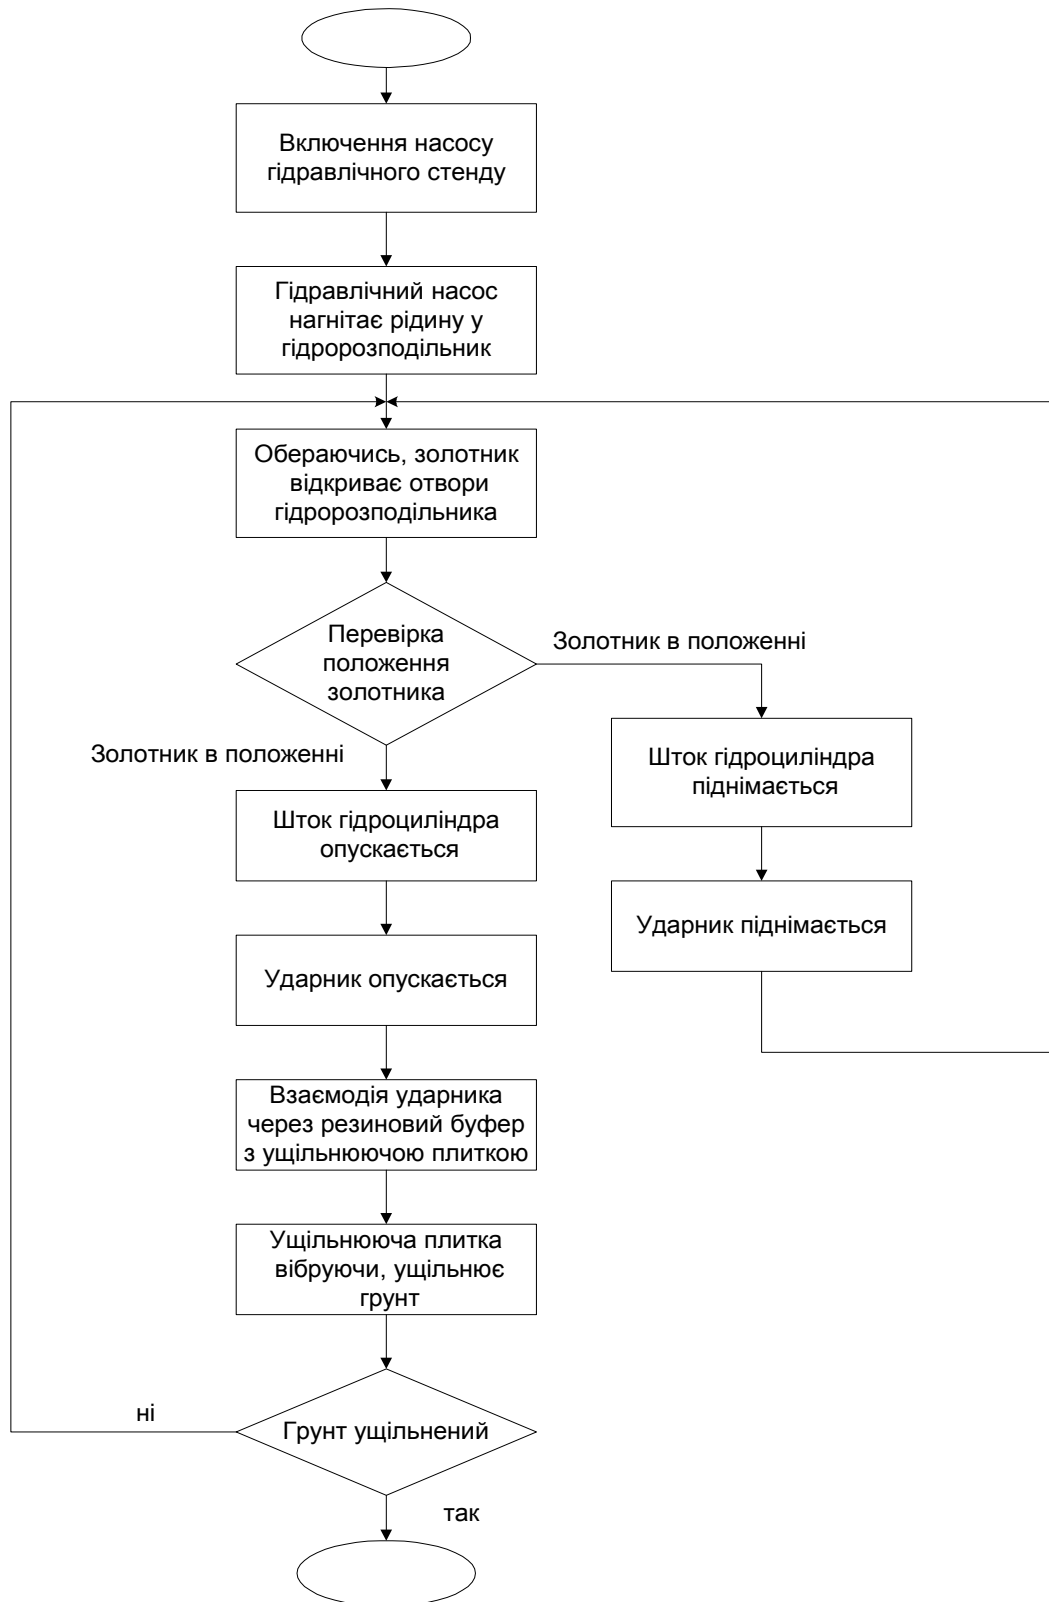 Включення насосу
гідравлічного стенду
Гідравлічний насос
нагнітає рідину у
гідророзподільник
Обераючись, золотник
відкриває отвори
гідророзподільника
Перевірка
положення
золотника
Золотник в положенні
Золотник в положенні
Шток гідроциліндра
піднімається
Шток гідроциліндра
опускається
Ударник піднімається
Ударник опускається
Взаємодія ударника
через резиновий буфер
з ущільнюючою плиткою
Ущільнююча плитка
вібруючи, ущільнює
грунт
ні
Грунт ущільнений
так